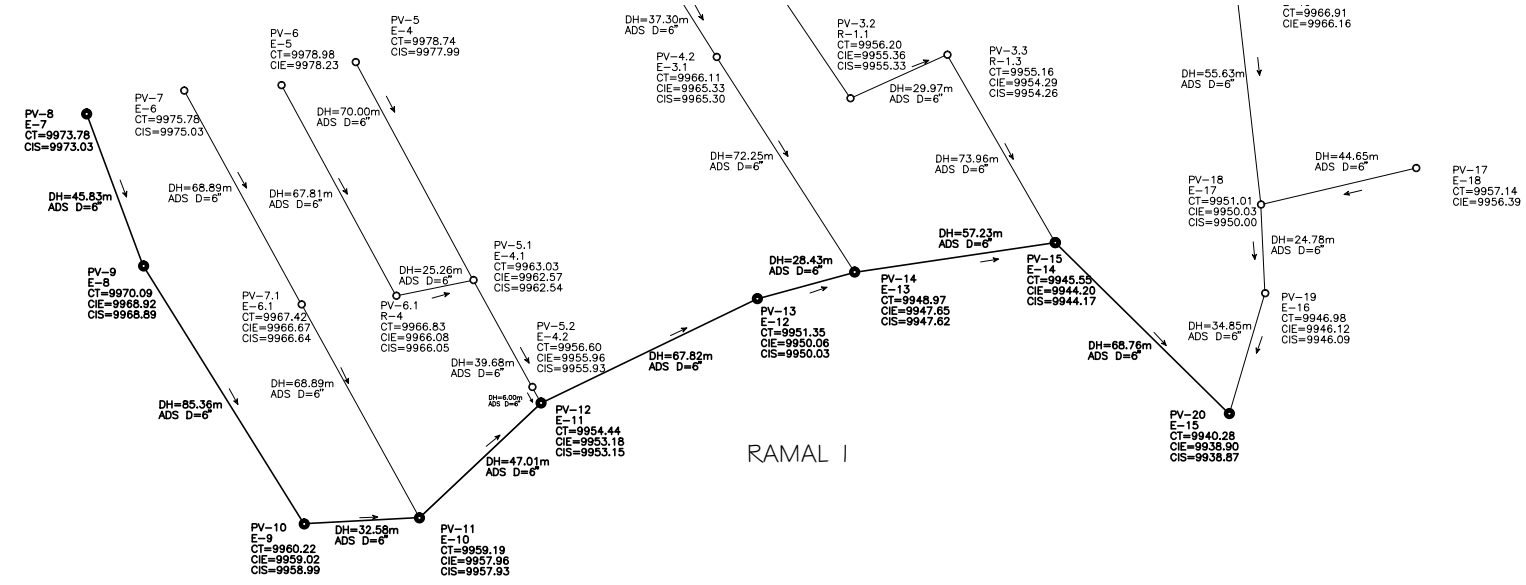 PV-5
E-4
CT=9978.74
CIS=9977.99
PV-6
E-5
CT=9978.98
CIE=9978.23
PV-7
E-6
CT=9975.78
CIS=9975.03
PV-8
E-7
CT=9973.78
CIS=9973.03
DH=45.83m
ADS D=6"
DH=68.89m
ADS D=6"
DH=67.81m
ADS D=6"
DH=70.00m
ADS D=6"
PV-9
E-8
CT=9970.09
CIE=9968.92
CIS=9968.89
PV-7.1
E-6.1
CT=9967.42
CIE=9966.67
CIS=9966.64
DH=25.26m
ADS D=6"
PV-6.1
R-4
CT=9966.83
CIE=9966.08
CIS=9966.05
PV-5.1
E-4.1
CT=9963.03
CIE=9962.57
CIS=9962.54
DH=85.36m
ADS D=6"
DH=68.89m
ADS D=6"
DH=39.68m
ADS D=6"
PV-5.2
E-4.2
CT=9956.60
CIE=9955.96
CIS=9955.93
DH=6.00m
ADS D=6"
PV-12
E-11
CT=9954.44
CIE=9953.18
CIS=9953.15
DH=47.01m
ADS D=6"
PV-10
E-9
CT=9960.22
CIE=9959.02
CIS=9958.99
DH=32.58m
ADS D=6"
PV-11
E-10
CT=9959.19
CIE=9957.96
CIS=9957.93
DH=37.30m
ADS D=6"
PV-4.2
E-3.1
CT=9966.11
CIE=9965.33
CIS=9965.30
DH=72.25m
ADS D=6"
PV-3.2
R-1.1
CT=9956.20
CIE=9955.36
CIS=9955.33
DH=29.97m
ADS D=6"
PV-3.3
R-1.3
CT=9955.16
CIE=9954.29
CIS=9954.26
DH=73.96m
ADS D=6"
DH=67.82m
ADS D=6"
PV-13
E-12
CT=9951.35
CIE=9950.06
CIS=9950.03
DH=28.43m
ADS D=6"
PV-14
E-13
CT=9948.97
CIE=9947.65
CIS=9947.62
DH=57.23m
ADS D=6"
PV-15
E-14
CT=9945.55
CIE=9944.20
CIS=9944.17
DH=68.76m
ADS D=6"
PV-20
E-15
CT=9940.28
CIE=9938.90
CIS=9938.87
RAMAL I
CT=9966.91
CIE=9966.16
DH=55.63m
ADS D=6"
DH=44.65m
ADS D=6"
PV-17
E-18
CT=9957.14
CIE=9956.39
PV-18
E-17
CT=9951.01
CIE=9950.03
CIS=9950.00
DH=24.78m
ADS D=6"
PV-19
E-16
CT=9946.98
CIE=9946.12
CIS=9946.09
DH=34.85m
ADS D=6"